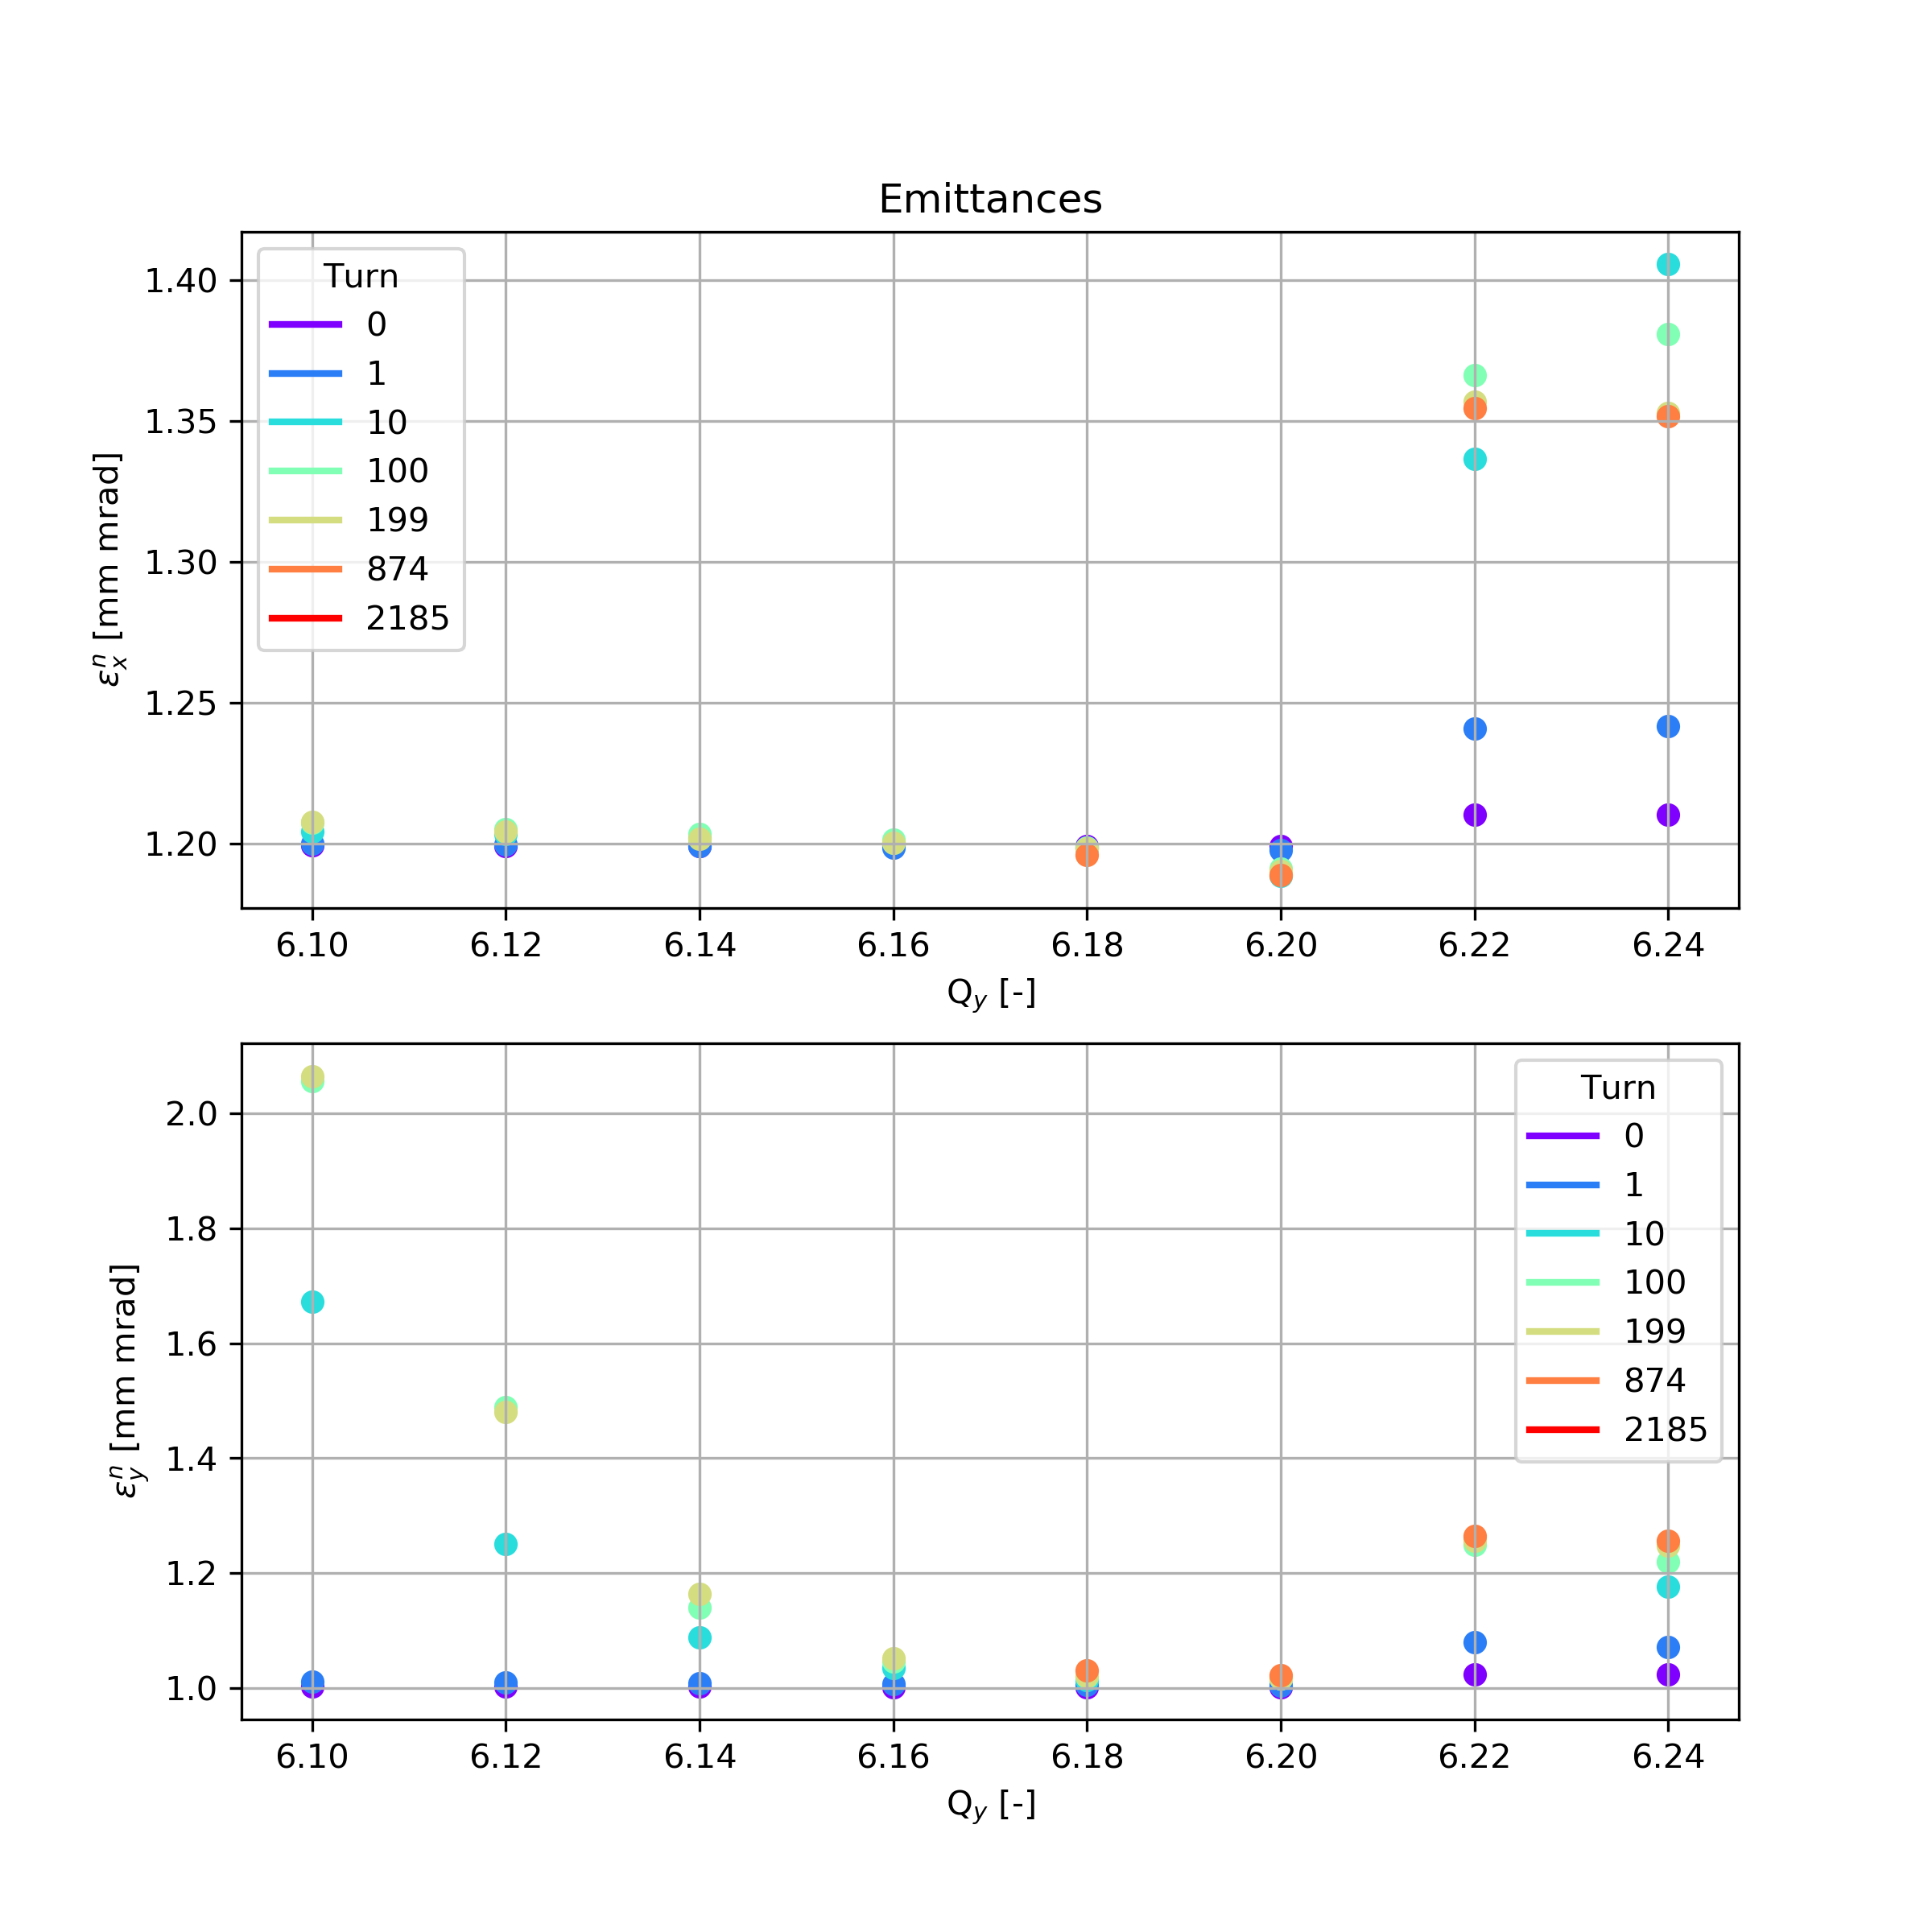 Emittances
εₓⁿ [mm mrad]
1.40
1.35
1.30
1.25
1.20
Turn
0
1
10
100
199
874
2185
6.10 6.12 6.14 6.16 6.18 6.20 6.22 6.24
Q_y [-]
ε_yⁿ [mm mrad]
2.0
1.8
1.6
1.4
1.2
1.0
Turn
0
1
10
100
199
874
2185
6.10 6.12 6.14 6.16 6.18 6.20 6.22 6.24
Q_y [-]